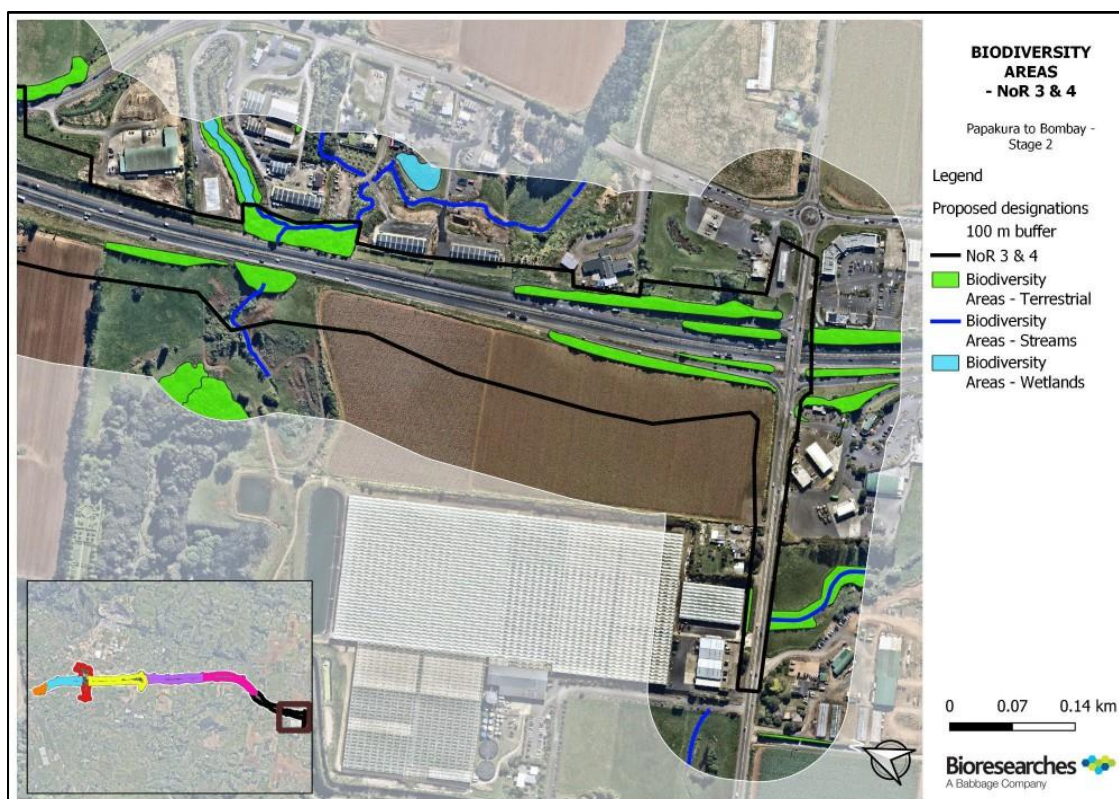 BIODIVERSITY
AREAS
- NoR 3 & 4
Papakura to Bombay -
Stage 2
Legend
Proposed designations
100 m buffer
NoR 3 & 4
Biodiversity
Areas - Terrestrial
Biodiversity
Areas - Streams
Biodiversity
Areas - Wetlands
0 0.07 0.14 km
Bioresearches
A Babbage Company